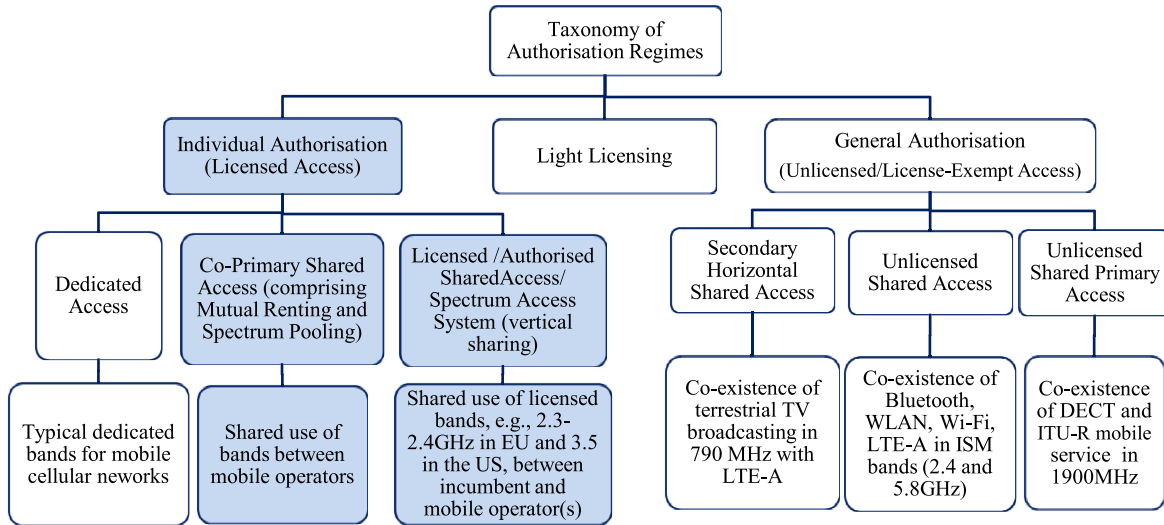 Taxonomy of
Authorisation Regimes
Individual Authorisation
(Licensed Access)
Light Licensing
General Authorisation
(Unlicensed/License-Exempt Access)
Dedicated
Access
Co-Primary Shared
Access (comprising
Mutual Renting and
Spectrum Pooling)
Licensed /Authorised
SharedAccess/
Spectrum Access
System (vertical
sharing)
Secondary
Horizontal
Shared Access
Unlicensed
Shared Access
Unlicensed
Shared Primary
Access
Typical dedicated
bands for mobile
cellular neworks
Shared use of
bands between
mobile operators
Shared use of licensed
bands, e.g., 2.3-
2.4GHz in EU and 3.5
in the US, between
incumbent and
mobile operator(s)
Co-existence of
terrestrial TV
broadcasting in
790 MHz with
LTE-A
Co-existence of
Bluetooth,
WLAN, Wi-Fi,
LTE-A in ISM
bands (2.4 and
5.8GHz)
Co-existence
of DECT and
ITU-R mobile
service in
1900MHz